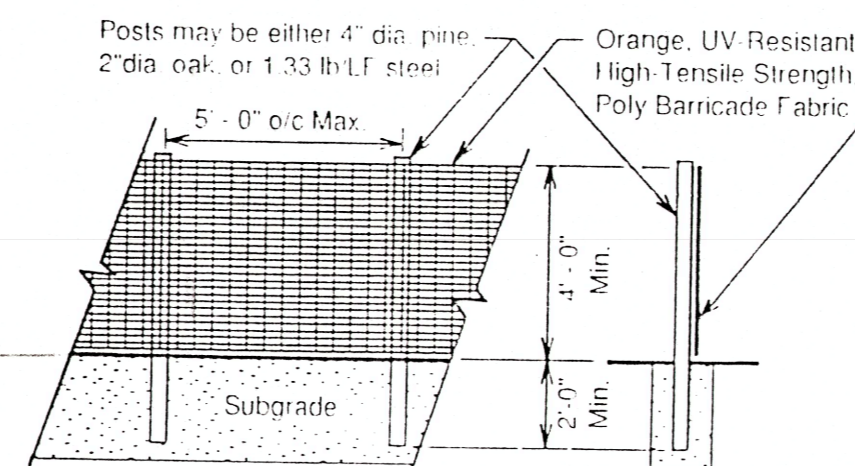 Posts may be either 4" dia. pine,
2"dia. oak, or 1.33 lb/LF steel
Orange, UV-Resistant
High-Tensile Strength
Poly Barricade Fabric
5' - 0" o/c Max.
4' - 0"
Min.
Subgrade
2'-0"
Min.